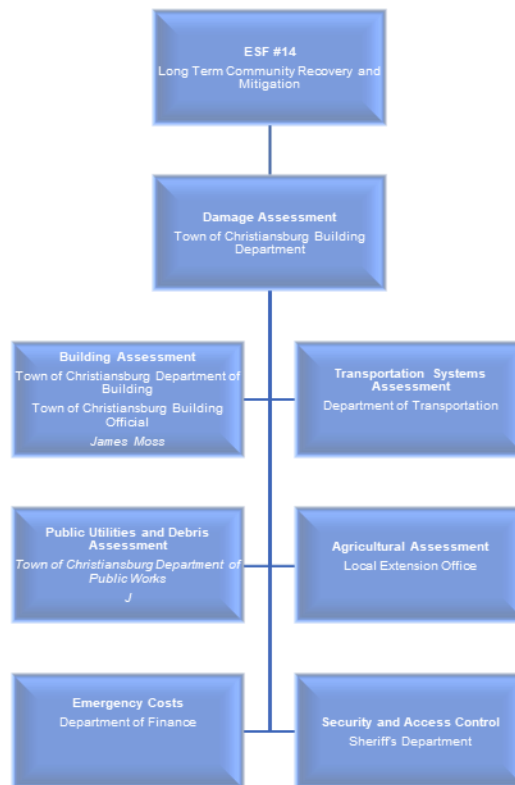 ESF #14
Long Term Community Recovery and
Mitigation
Damage Assessment
Town of Christiansburg Building
Department
Building Assessment
Town of Christiansburg Department of
Building
Town of Christiansburg Building
Official
James Moss
Transportation Systems
Assessment
Department of Transportation
Public Utilities and Debris
Assessment
Town of Christiansburg Department of
Public Works
J
Agricultural Assessment
Local Extension Office
Emergency Costs
Department of Finance
Security and Access Control
Sheriff's Department